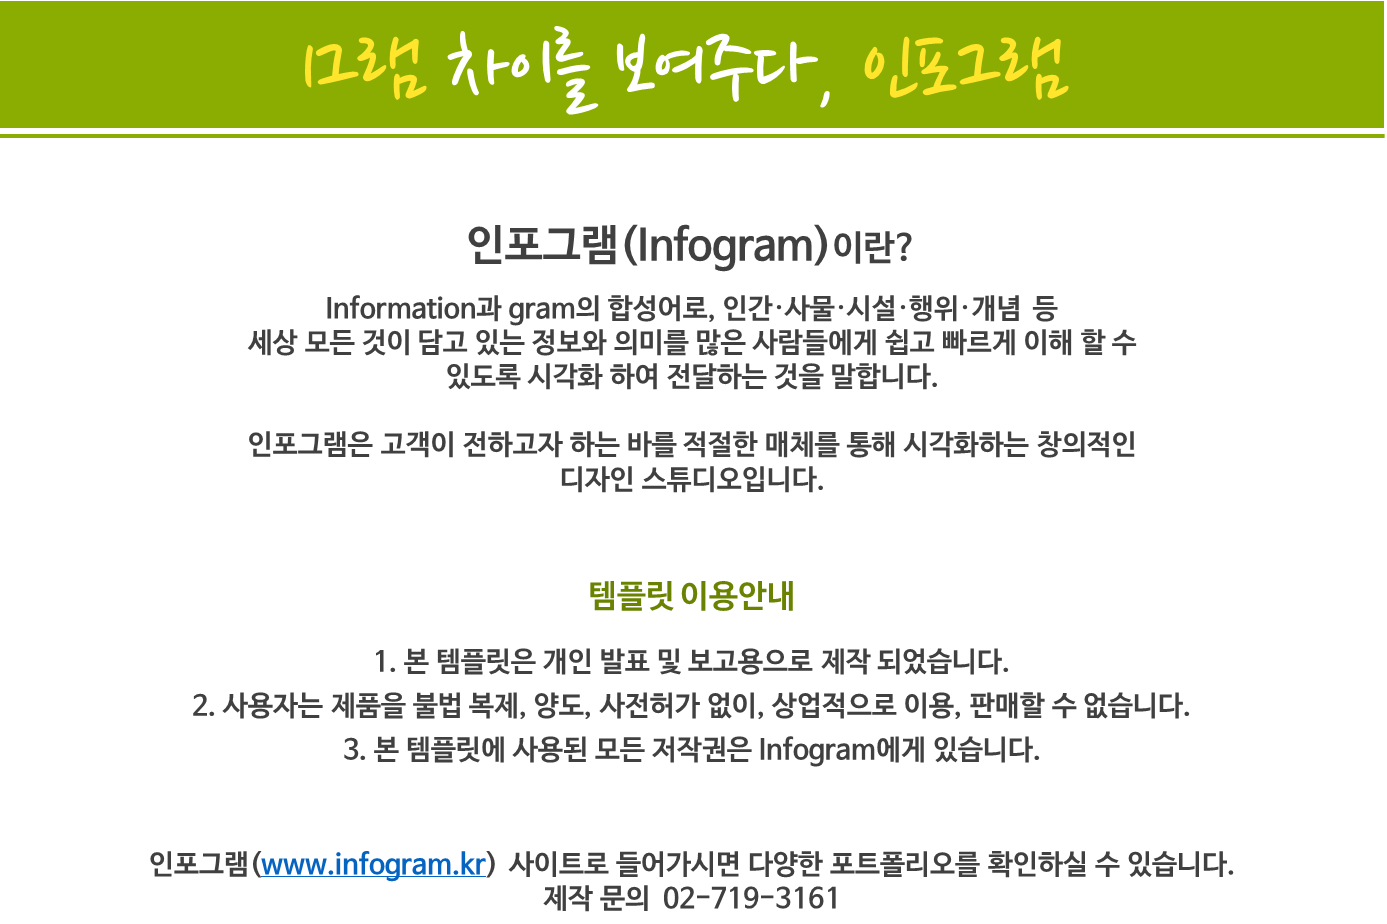 1그램 차이를 보여주다, 인포그램
인포그램(Infogram)이란?
Information과 gram의 합성어로, 인간·사물·시설·행위·개념 등
세상 모든 것이 담고 있는 정보와 의미를 많은 사람들에게 쉽고 빠르게 이해 할 수
있도록 시각화 하여 전달하는 것을 말합니다.
인포그램은 고객이 전하고자 하는 바를 적절한 매체를 통해 시각화하는 창의적인
디자인 스튜디오입니다.
템플릿 이용안내
1. 본 템플릿은 개인 발표 및 보고용으로 제작 되었습니다.
2. 사용자는 제품을 불법 복제, 양도, 사전허가 없이, 상업적으로 이용, 판매할 수 없습니다.
3. 본 템플릿에 사용된 모든 저작권은 Infogram에게 있습니다.
인포그램(www.infogram.kr) 사이트로 들어가시면 다양한 포트폴리오를 확인하실 수 있습니다.
제작 문의 02-719-3161